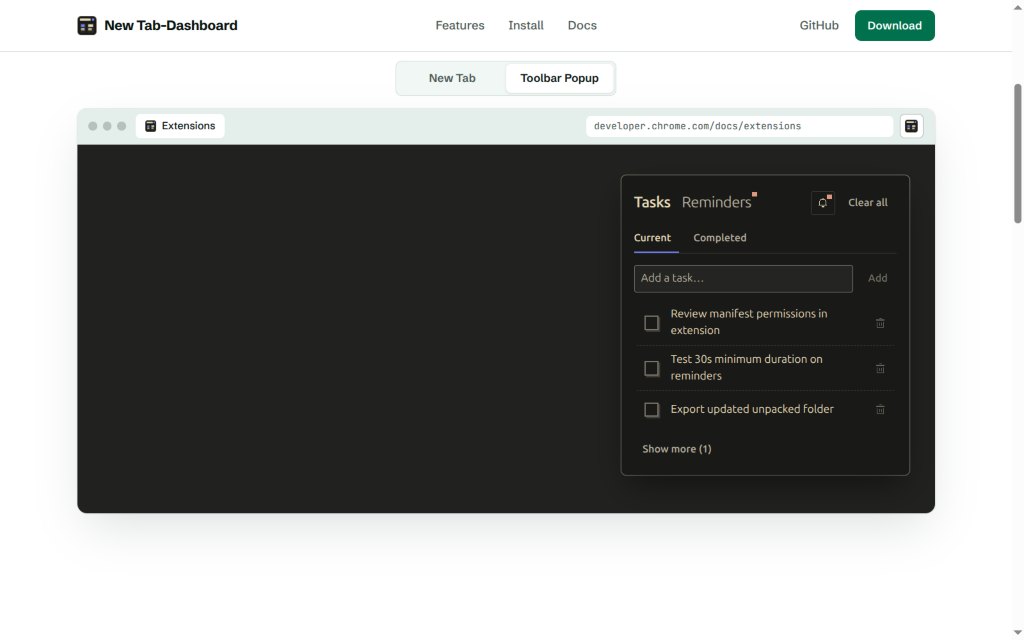 New Tab-Dashboard
Features
Install
Docs
GitHub
Download
New Tab
Toolbar Popup
Extensions
developer.chrome.com/docs/extensions
Tasks
Reminders
Clear all
Current
Completed
Add a task...
Add
Review manifest permissions in
extension
Test 30s minimum duration on
reminders
Export updated unpacked folder
Show more (1)